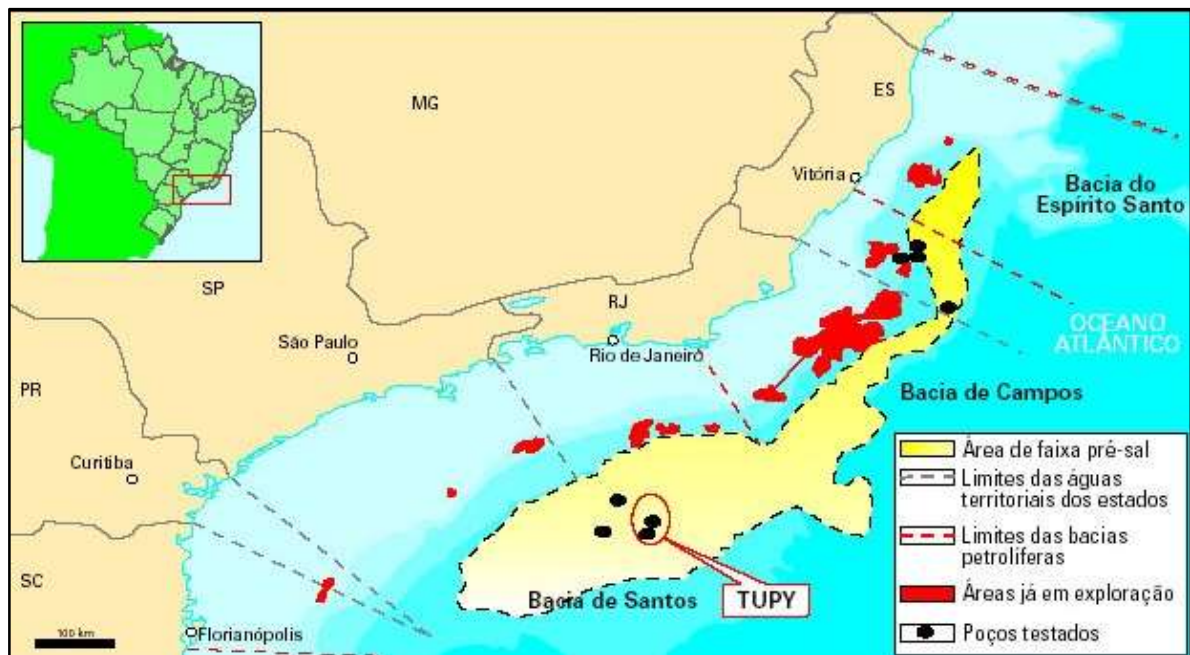 MG
ES
Vitória
Bacia do
Espírito Santo
SP
RJ
OCEANO
ATLÂNTICO
São Paulo
Rio de Janeiro
PR
Bacia de Campos
Curitiba
Área de faixa pré-sal
Limites das águas
territoriais dos estados
Limites das bacias
petrolíferas
SC
Bacia de Santos
TUPY
Áreas já em exploração
Florianópolis
Poços testados
100 km